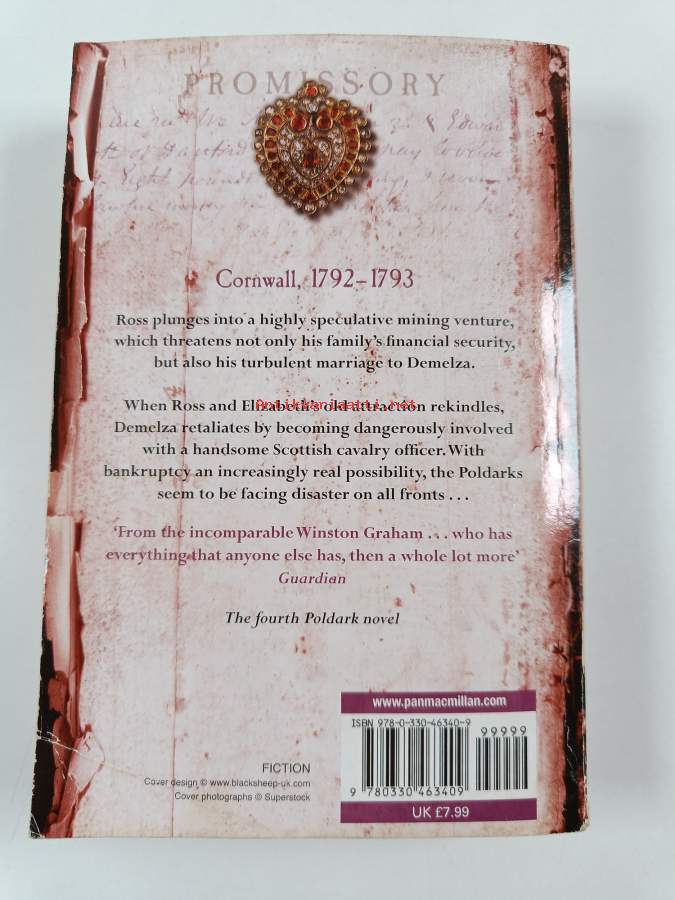 PROMISSORY
Cornwall, 1792–1793
Ross plunges into a highly speculative mining venture,
which threatens not only his family's financial security,
but also his turbulent marriage to Demelza.
When Ross and Elizabeth's old attraction rekindles,
Demelza retaliates by becoming dangerously involved
with a handsome Scottish cavalry officer. With
bankruptcy an increasingly real possibility, the Poldarks
seem to be facing disaster on all fronts . . .
'From the incomparable Winston Graham . . . who has
everything that anyone else has, then a whole lot more'
Guardian
The fourth Poldark novel
www.panmacmillan.com
ISBN 978-0-330-46340-9
99999
9 780330 463409
UK £7.99
FICTION
Cover design © www.blacksheep-uk.com
Cover photographs © Superstock
Antikvariaatti.net